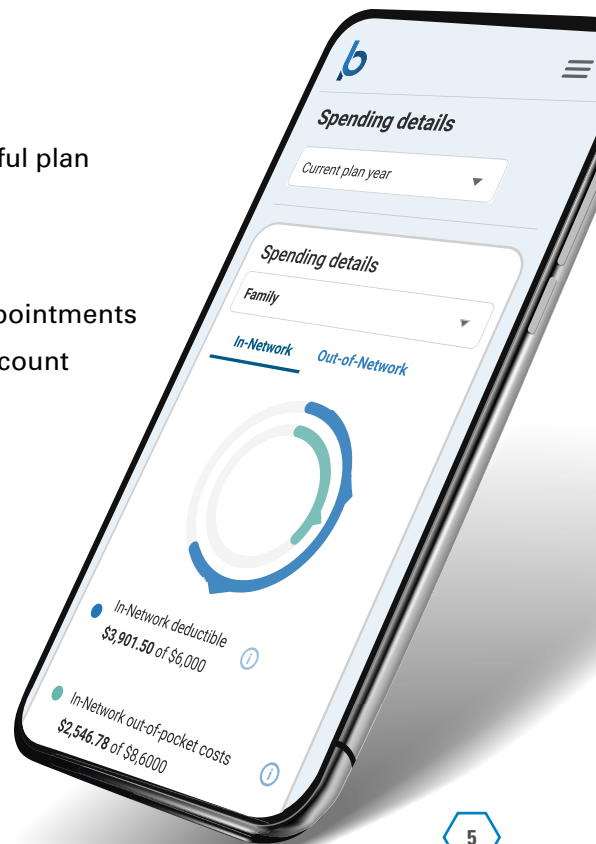 ful plan
pointments
count
Spending details
Current plan year
Spending details
Family
In-Network Out-of-Network
In-Network deductible
$3,901.50 of $6,000
In-Network out-of-pocket costs
$2,546.78 of $8,6000
5